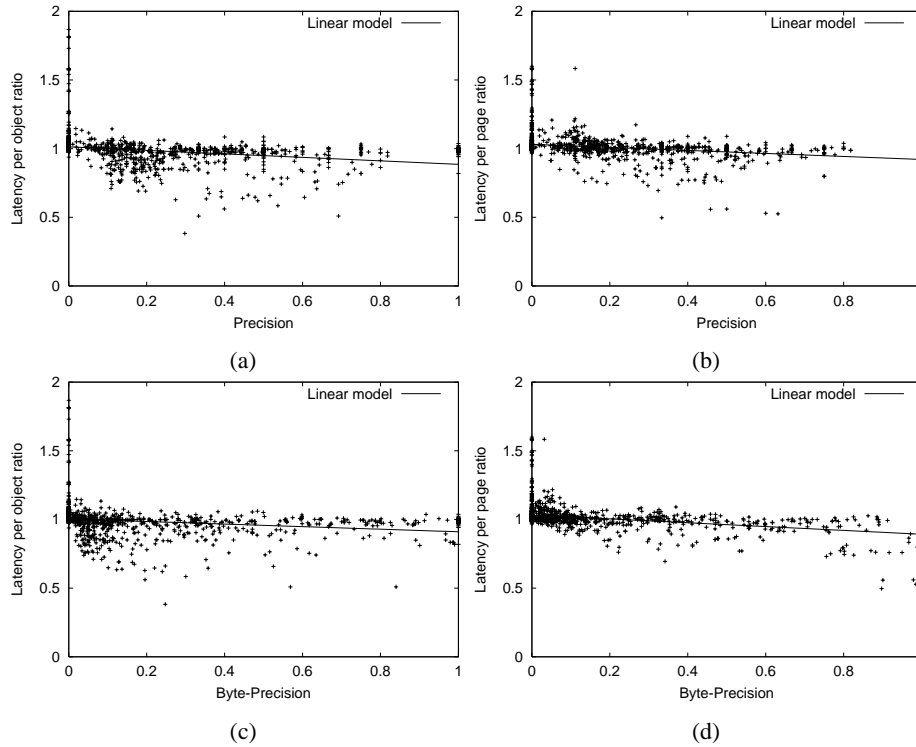 2
1.5
1
0.5
0
Latency per object ratio
Linear model
0 0.2 0.4 0.6 0.8 1
Precision
(a)
2
1.5
1
0.5
0
Latency per page ratio
Linear model
0 0.2 0.4 0.6 0.8
Precision
(b)
2
1.5
1
0.5
0
Latency per object ratio
Linear model
0 0.2 0.4 0.6 0.8 1
Byte-Precision
(c)
2
1.5
1
0.5
0
Latency per page ratio
Linear model
0 0.2 0.4 0.6 0.8
Byte-Precision
(d)